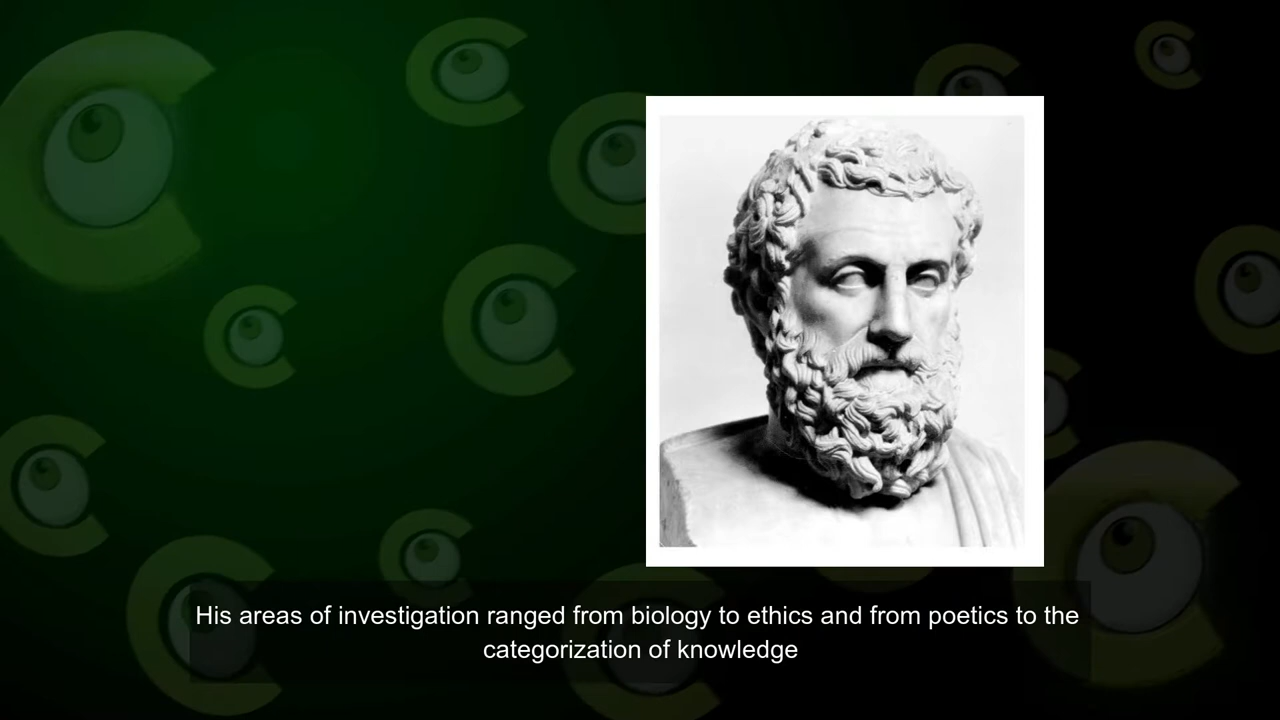 His areas of investigation ranged from biology to ethics and from poetics to the
categorization of knowledge